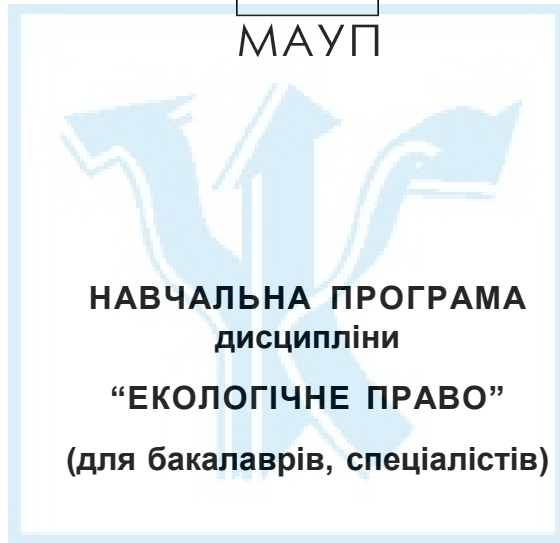 МАУП
НАВЧАЛЬНА ПРОГРАМА
дисципліни
“ЕКОЛОГІЧНЕ ПРАВО”
(для бакалаврів, спеціалістів)